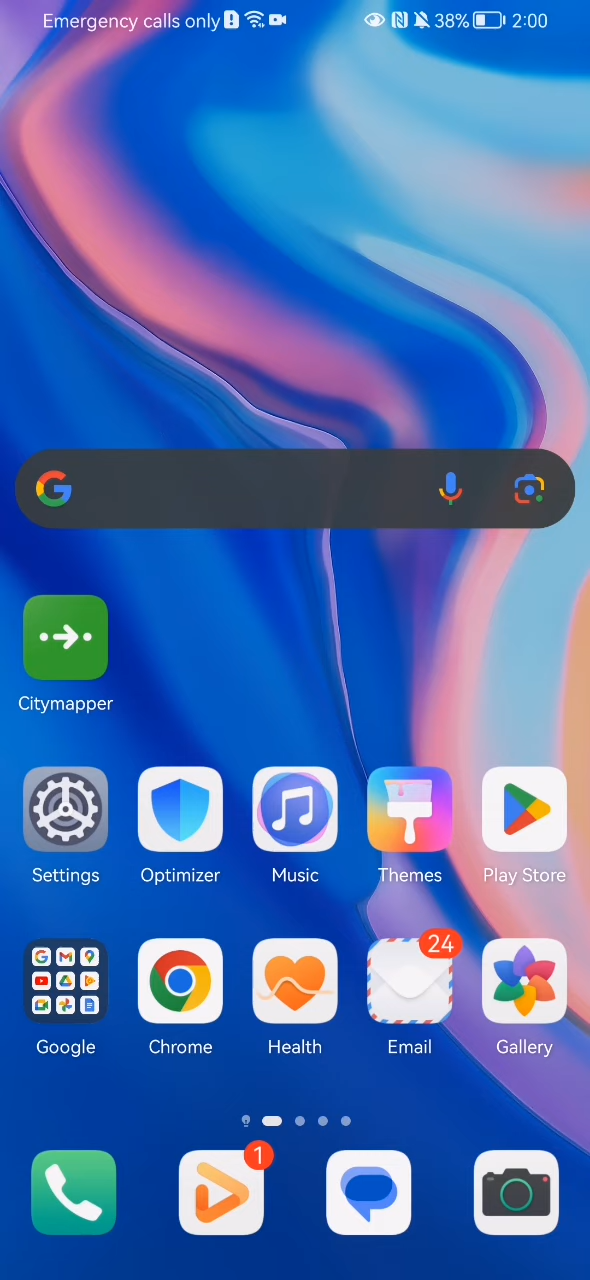 Emergency calls only 38% 2:00
Citymapper
Settings Optimizer Music Themes Play Store
24
Google Chrome Health Email Gallery
1